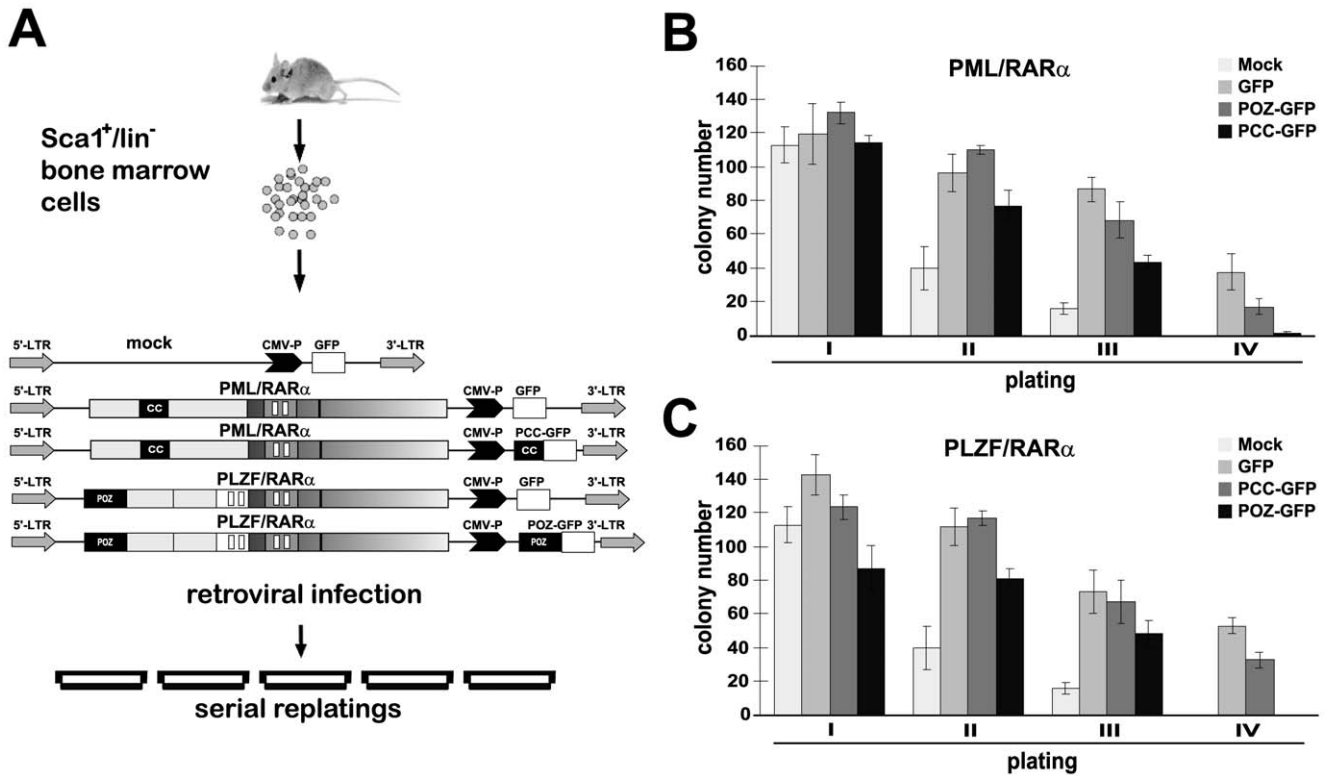 A
Sca1+/lin-
bone marrow
cells
mock
5'-LTR CMV-P GFP 3'-LTR
PML/RARα
5'-LTR CC CMV-P GFP 3'-LTR
PML/RARα
5'-LTR CC CMV-P PCC-GFP CC 3'-LTR
PLZF/RARα
5'-LTR POZ CMV-P GFP 3'-LTR
PLZF/RARα
5'-LTR POZ CMV-P POZ-GFP POZ 3'-LTR
retroviral infection
serial replatings
B
PML/RARα
Mock
GFP
POZ-GFP
PCC-GFP
colony number
160
140
120
100
80
60
40
20
0
I II III IV
plating
C
PLZF/RARα
Mock
GFP
PCC-GFP
POZ-GFP
colony number
160
140
120
100
80
60
40
20
0
I II III IV
plating